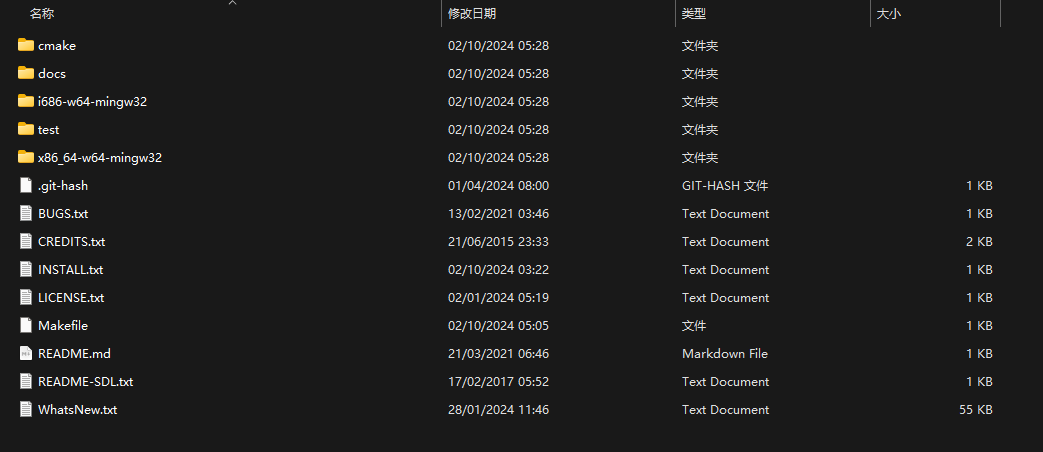 名称 修改日期 类型 大小
cmake 02/10/2024 05:28 文件夹
docs 02/10/2024 05:28 文件夹
i686-w64-mingw32 02/10/2024 05:28 文件夹
test 02/10/2024 05:28 文件夹
x86_64-w64-mingw32 02/10/2024 05:28 文件夹
.git-hash 01/04/2024 08:00 GIT-HASH 文件 1 KB
BUGS.txt 13/02/2021 03:46 Text Document 1 KB
CREDITS.txt 21/06/2015 23:33 Text Document 2 KB
INSTALL.txt 02/10/2024 03:22 Text Document 1 KB
LICENSE.txt 02/01/2024 05:19 Text Document 1 KB
Makefile 02/10/2024 05:05 文件 1 KB
README.md 21/03/2021 06:46 Markdown File 1 KB
README-SDL.txt 17/02/2017 05:52 Text Document 1 KB
WhatsNew.txt 28/01/2024 11:46 Text Document 55 KB